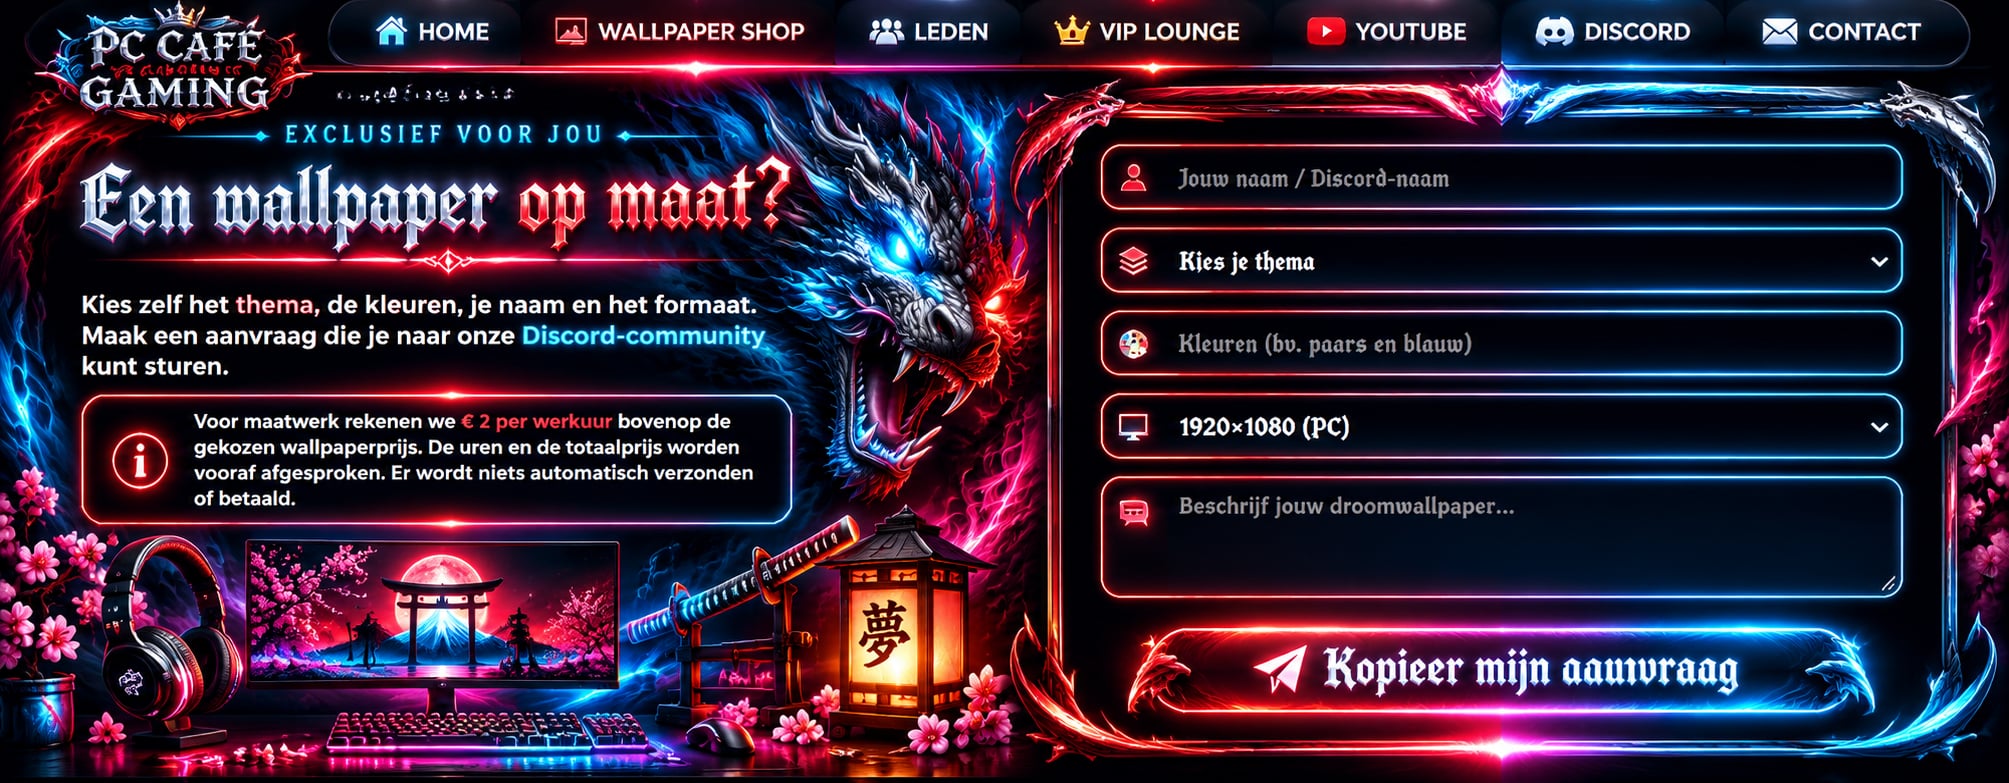 PC CAFÉ
GAMING
HOME
WALLPAPER SHOP
LEDEN
VIP LOUNGE
YOUTUBE
DISCORD
CONTACT
EXCLUSIEF VOOR JOU
Een wallpaper op maat?
Kies zelf het thema, de kleuren, je naam en het formaat.
Maak een aanvraag die je naar onze Discord-community
kunt sturen.
Voor maatwerk rekenen we € 2 per werkuur bovenop de
gekozen wallpaperprijs. De uren en de totaalprijs worden
vooraf afgesproken. Er wordt niets automatisch verzonden
of betaald.
夢
Jouw naam / Discord-naam
Kies je thema
Kleuren (bv. paars en blauw)
1920×1080 (PC)
Beschrijf jouw droomwallpaper...
Kopieer mijn aanvraag